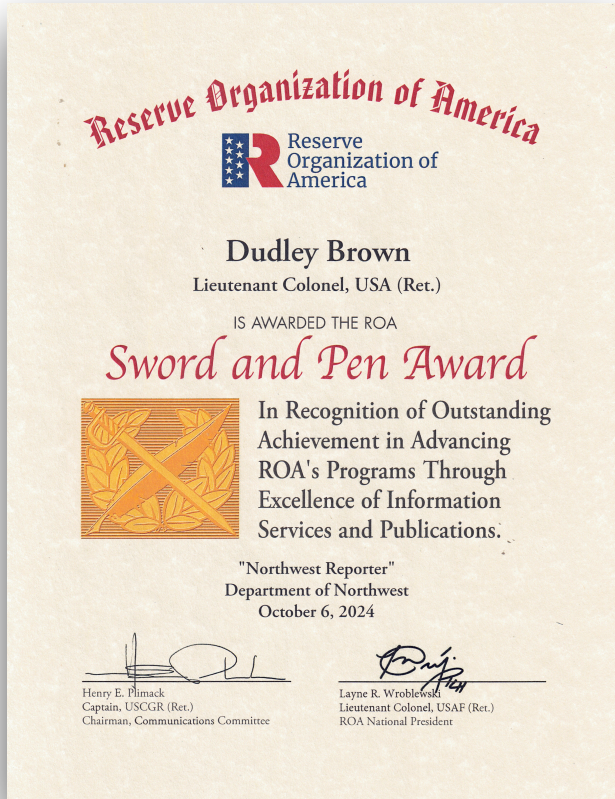 Reserve Organization of America
Reserve
Organization of
America
Dudley Brown
Lieutenant Colonel, USA (Ret.)
IS AWARDED THE ROA
Sword and Pen Award
In Recognition of Outstanding
Achievement in Advancing
ROA's Programs Through
Excellence of Information
Services and Publications.
"Northwest Reporter"
Department of Northwest
October 6, 2024
Henry E. Plimack
Captain, USCGR (Ret.)
Chairman, Communications Committee
Layne R. Wroblewski
Lieutenant Colonel, USAF (Ret.)
ROA National President